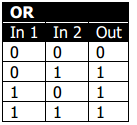 OR
In 1 In 2 Out
0 0 0
0 1 1
1 0 1
1 1 1